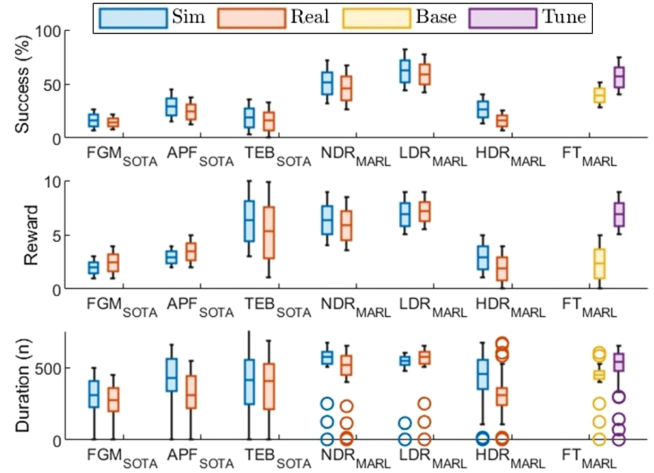 Sim Real Base Tune
Success (%)
100
50
0
FGM_SOTA APF_SOTA TEB_SOTA NDR_MARL LDR_MARL HDR_MARL FT_MARL
Reward
10
5
0
FGM_SOTA APF_SOTA TEB_SOTA NDR_MARL LDR_MARL HDR_MARL FT_MARL
Duration (n)
500
0
FGM_SOTA APF_SOTA TEB_SOTA NDR_MARL LDR_MARL HDR_MARL FT_MARL